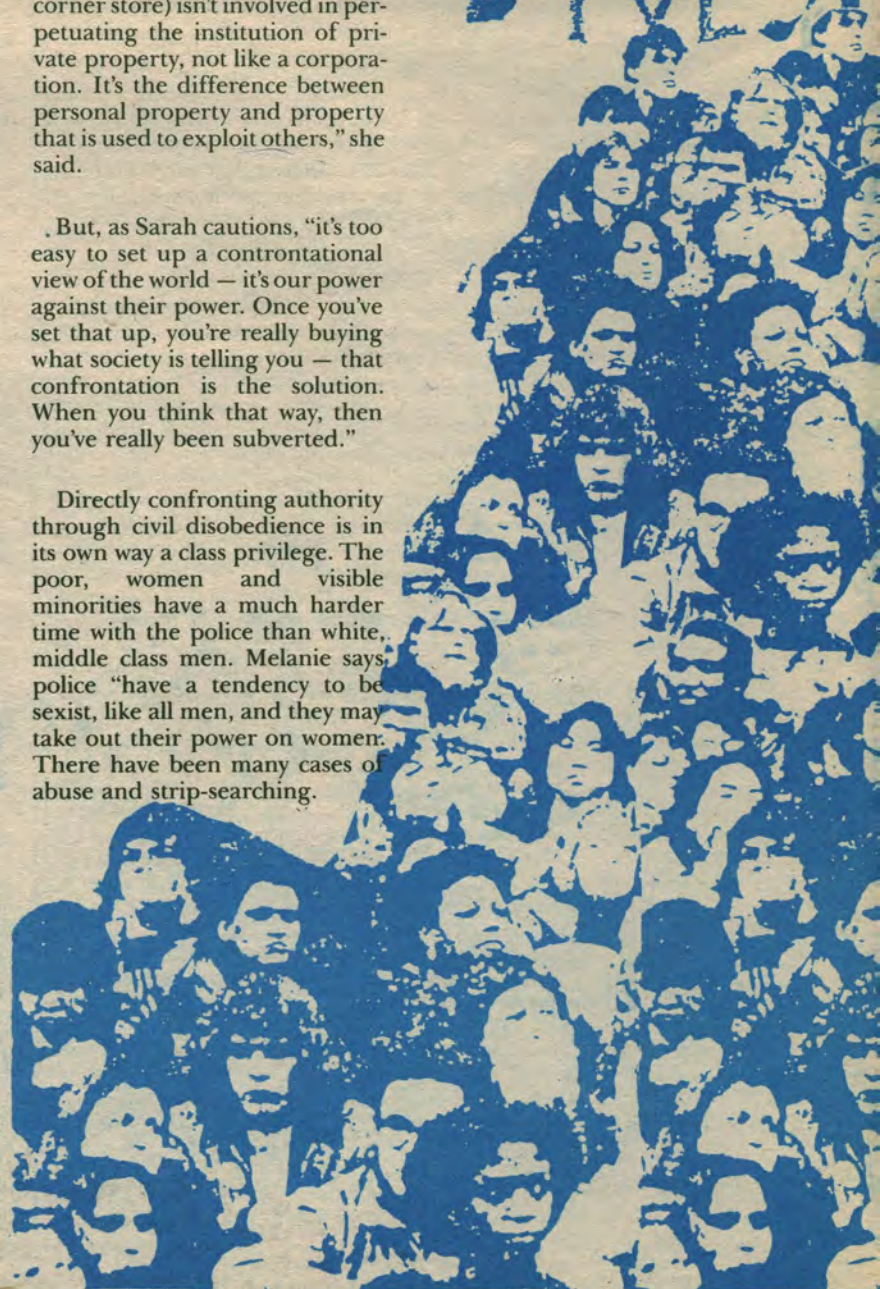 corner store) isn't involved in per-
petuating the institution of pri-
vate property, not like a corpora-
tion. It's the difference between
personal property and property
that is used to exploit others," she
said.
But, as Sarah cautions, "it's too
easy to set up a controntational
view of the world — it's our power
against their power. Once you've
set that up, you're really buying
what society is telling you — that
confrontation is the solution.
When you think that way, then
you've really been subverted."
Directly confronting authority
through civil disobedience is in
its own way a class privilege. The
poor, women and visible
minorities have a much harder
time with the police than white,
middle class men. Melanie says
police "have a tendency to be
sexist, like all men, and they may
take out their power on women.
There have been many cases of
abuse and strip-searching.